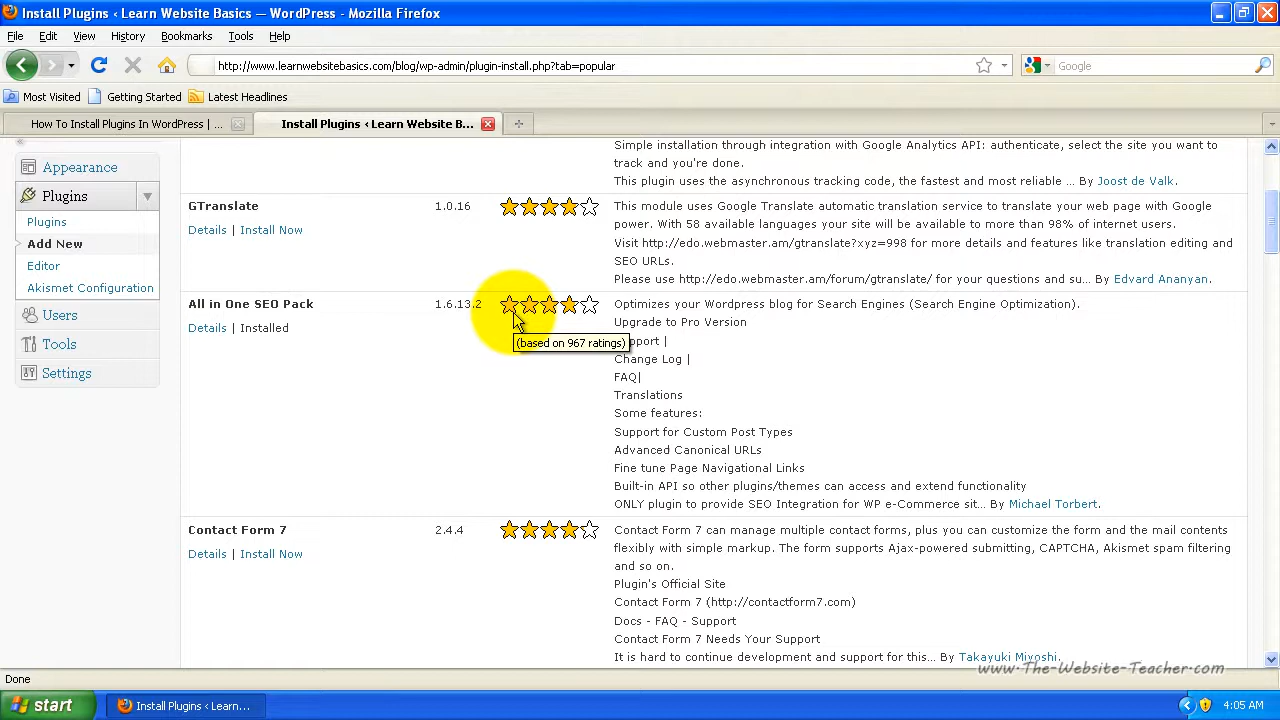 Install Plugins ‹ Learn Website Basics — WordPress - Mozilla Firefox
File Edit View History Bookmarks Tools Help
http://www.learnwebsitebasics.com/blog/wp-admin/plugin-install.php?tab=popular
Google
Most Visited Getting Started Latest Headlines
How To Install Plugins In WordPress | ...
Install Plugins ‹ Learn Website B...
Appearance
Plugins
Plugins
Add New
Editor
Akismet Configuration
Users
Tools
Settings
Simple installation through integration with Google Analytics API: authenticate, select the site you want to
track and you're done.
This plugin uses the asynchronous tracking code, the fastest and most reliable ... By Joost de Valk.
GTranslate 1.0.16
Details | Install Now
This module uses Google Translate automatic translation service to translate your web page with Google
power. With 58 available languages your site will be available to more than 98% of internet users.
Visit http://edo.webmaster.am/gtranslate?xyz=998 for more details and features like translation editing and
SEO URLs.
Please use http://edo.webmaster.am/forum/gtranslate/ for your questions and su... By Edvard Ananyan.
All in One SEO Pack 1.6.13.2
Details | Installed
(based on 967 ratings)
Optimizes your Wordpress blog for Search Engines (Search Engine Optimization).
Upgrade to Pro Version
pport |
Change Log |
FAQ|
Translations
Some features:
Support for Custom Post Types
Advanced Canonical URLs
Fine tune Page Navigational Links
Built-in API so other plugins/themes can access and extend functionality
ONLY plugin to provide SEO Integration for WP e-Commerce sit... By Michael Torbert.
Contact Form 7 2.4.4
Details | Install Now
Contact Form 7 can manage multiple contact forms, plus you can customize the form and the mail contents
flexibly with simple markup. The form supports Ajax-powered submitting, CAPTCHA, Akismet spam filtering
and so on.
Plugin's Official Site
Contact Form 7 (http://contactform7.com)
Docs - FAQ - Support
Contact Form 7 Needs Your Support
It is hard to continue development and support for this... By Takayuki Miyoshi.
www.The-Website-Teacher.com
Done
start
Install Plugins ‹ Learn...
4:05 AM